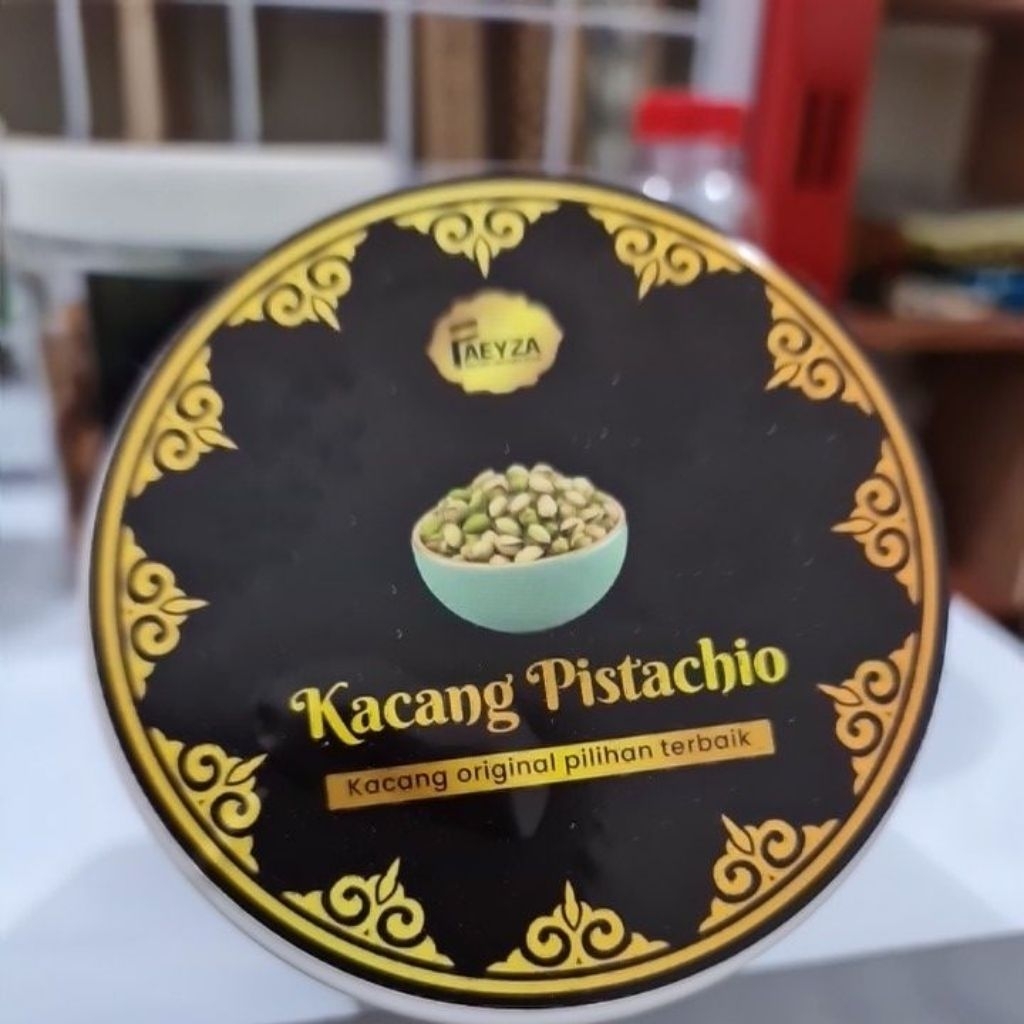 FAEYZA
Kacang Pistachio
Kacang original pilihan terbaik